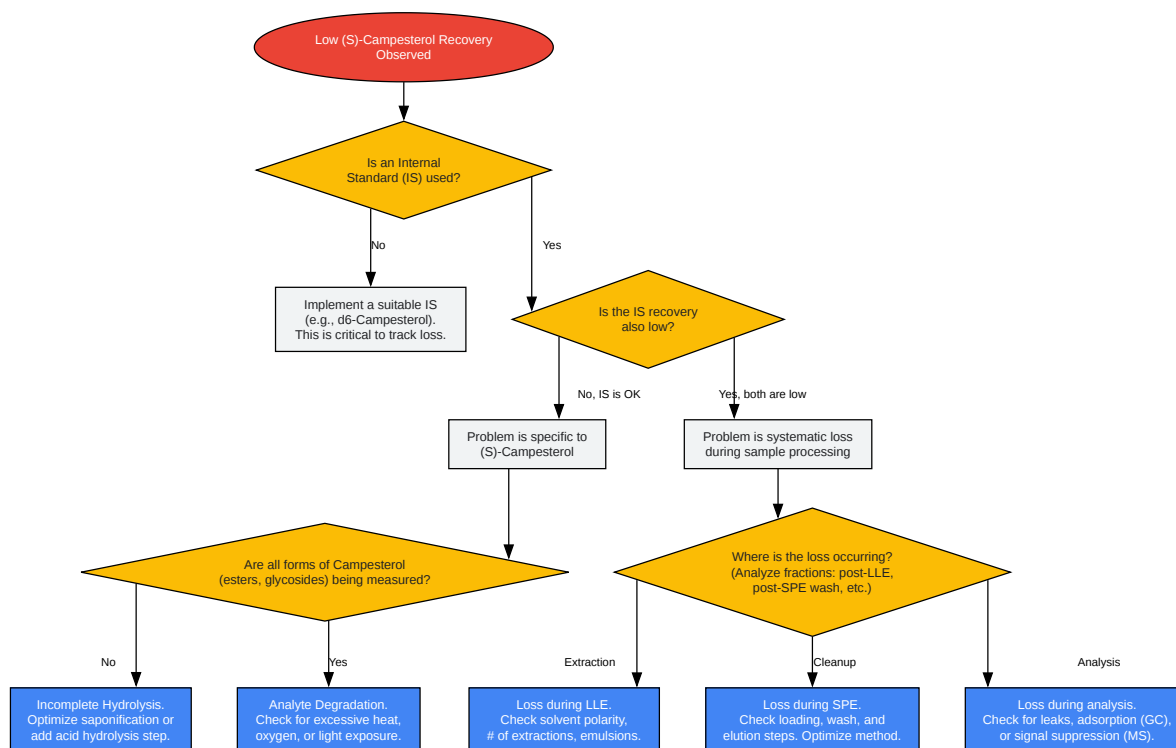 Low (S)-Campesterol Recovery
Observed
Is an Internal
Standard (IS) used?
No
Yes
Implement a suitable IS
(e.g., d6-Campesterol).
This is critical to track loss.
Is the IS recovery
also low?
No, IS is OK
Yes, both are low
Problem is specific to
(S)-Campesterol
Problem is systematic loss
during sample processing
Are all forms of Campesterol
(esters, glycosides) being measured?
Where is the loss occurring?
(Analyze fractions: post-LLE,
post-SPE wash, etc.)
No
Yes
Extraction
Cleanup
Analysis
Incomplete Hydrolysis.
Optimize saponification or
add acid hydrolysis step.
Analyte Degradation.
Check for excessive heat,
oxygen, or light exposure.
Loss during LLE.
Check solvent polarity,
# of extractions, emulsions.
Loss during SPE.
Check loading, wash, and
elution steps. Optimize method.
Loss during analysis.
Check for leaks, adsorption (GC),
or signal suppression (MS).